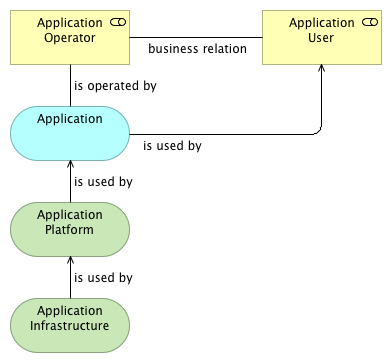 Application
Operator
Application
User
business relation
is operated by
Application
is used by
is used by
Application
Platform
is used by
Application
Infrastructure